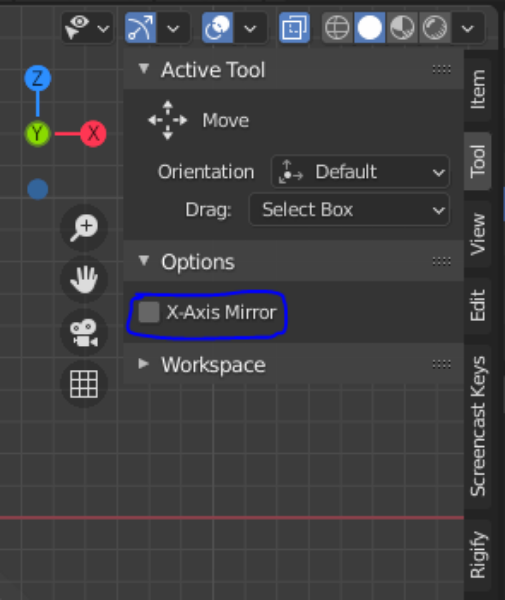 Active Tool
Z
Y
X
Move
Orientation
Default
Drag:
Select Box
Options
X-Axis Mirror
Workspace
Item
Tool
View
Edit
Screencast Keys
Rigify